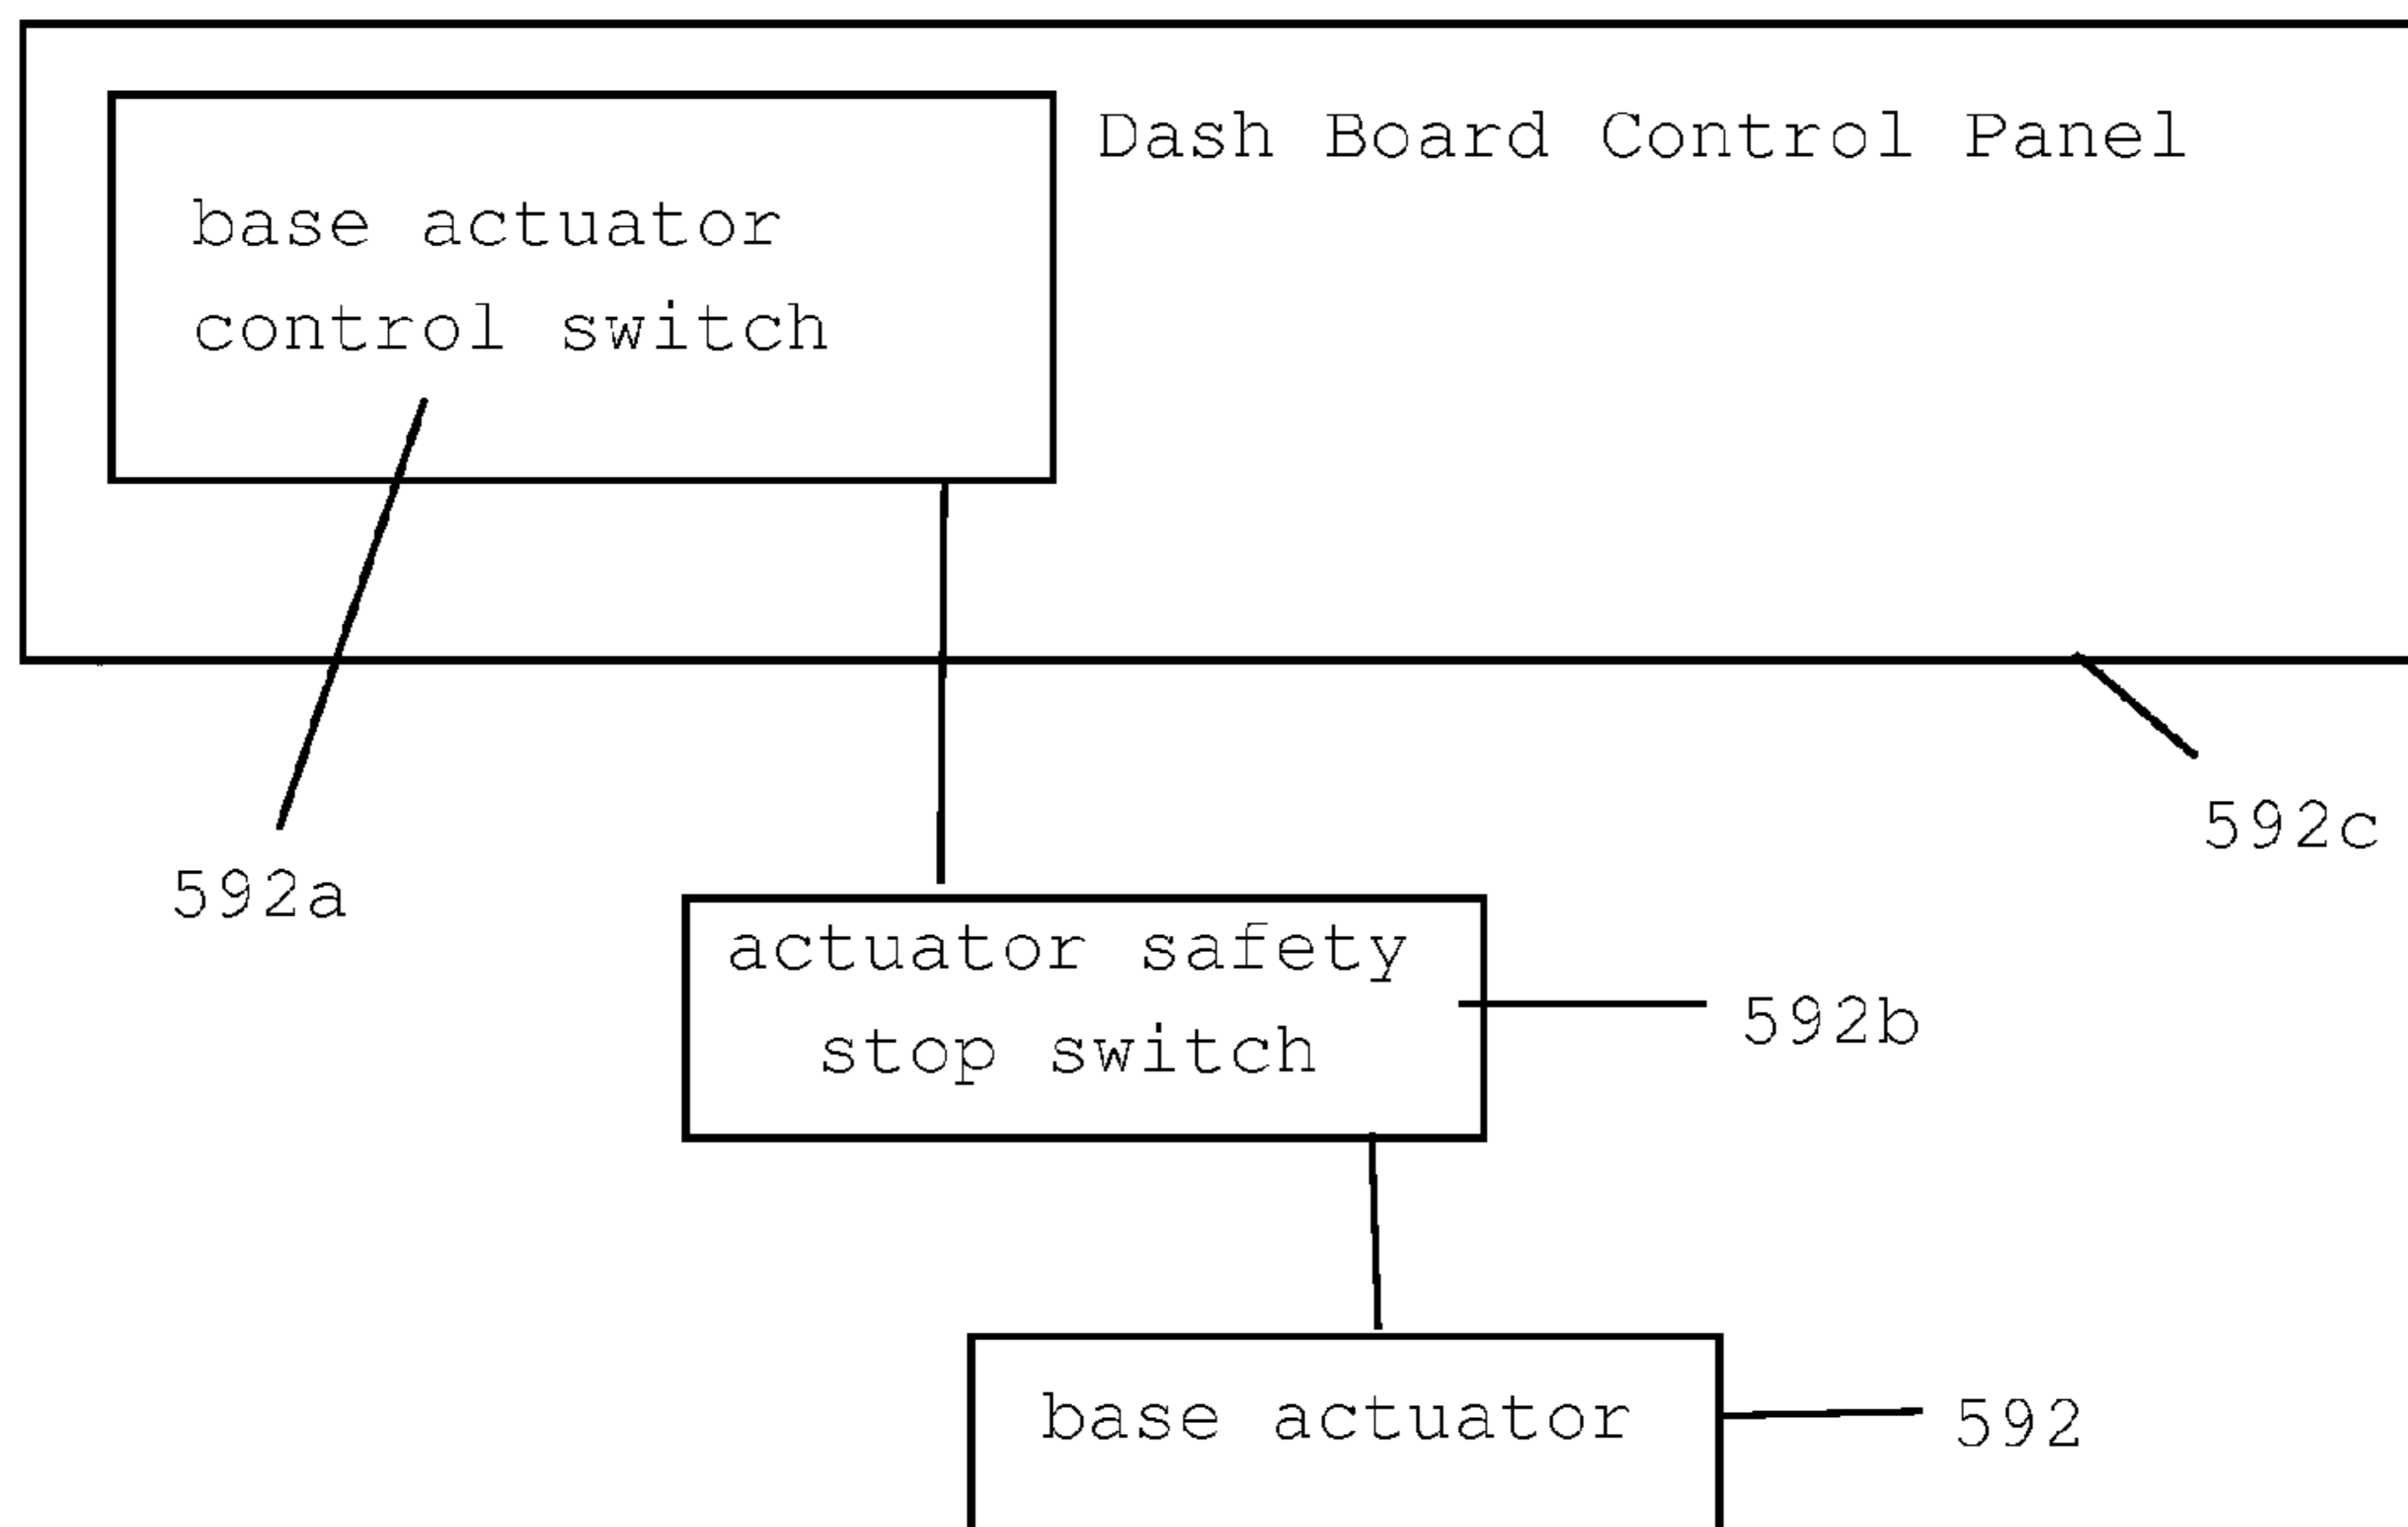 Dash Board Control Panel
base actuator
control switch
592c
592a
actuator safety
stop switch
592b
base actuator
592